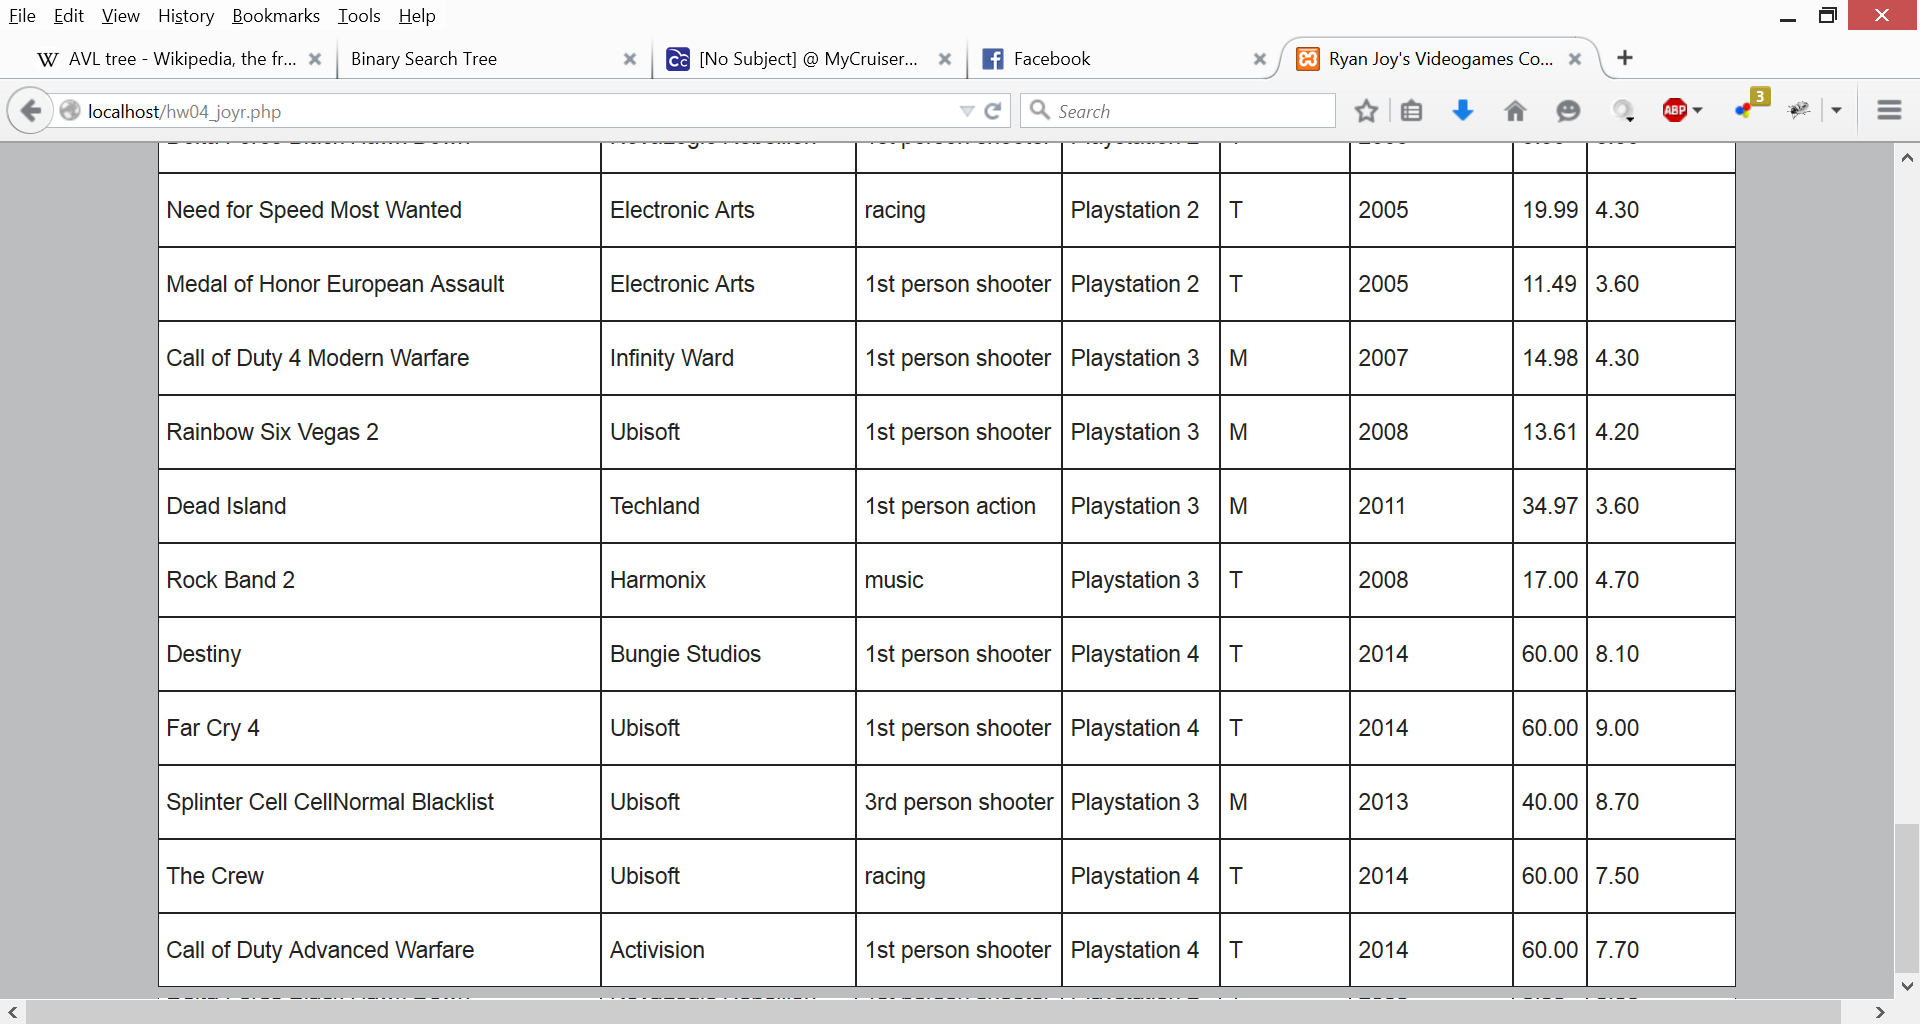 File Edit View History Bookmarks Tools Help
W AVL tree - Wikipedia, the fr... Binary Search Tree [No Subject] @ MyCruiser... Facebook Ryan Joy's Videogames Co...
localhost/hw04_joyr.php Search ABP 3
Need for Speed Most Wanted Electronic Arts racing Playstation 2 T 2005 19.99 4.30
Medal of Honor European Assault Electronic Arts 1st person shooter Playstation 2 T 2005 11.49 3.60
Call of Duty 4 Modern Warfare Infinity Ward 1st person shooter Playstation 3 M 2007 14.98 4.30
Rainbow Six Vegas 2 Ubisoft 1st person shooter Playstation 3 M 2008 13.61 4.20
Dead Island Techland 1st person action Playstation 3 M 2011 34.97 3.60
Rock Band 2 Harmonix music Playstation 3 T 2008 17.00 4.70
Destiny Bungie Studios 1st person shooter Playstation 4 T 2014 60.00 8.10
Far Cry 4 Ubisoft 1st person shooter Playstation 4 T 2014 60.00 9.00
Splinter Cell CellNormal Blacklist Ubisoft 3rd person shooter Playstation 3 M 2013 40.00 8.70
The Crew Ubisoft racing Playstation 4 T 2014 60.00 7.50
Call of Duty Advanced Warfare Activision 1st person shooter Playstation 4 T 2014 60.00 7.70